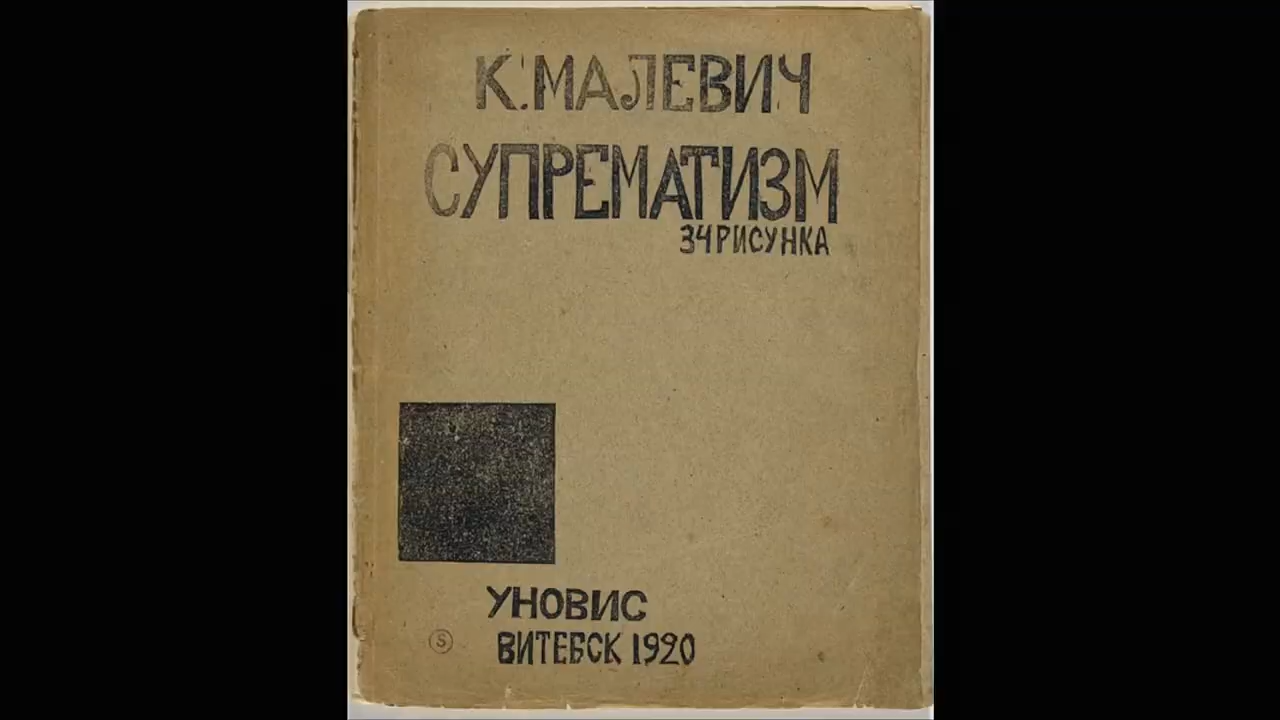 К. МАЛЕВИЧ
СУПРЕМАТИЗМ
34 РИСУНКА
УНОВИС
ВИТЕБСК 1920
S